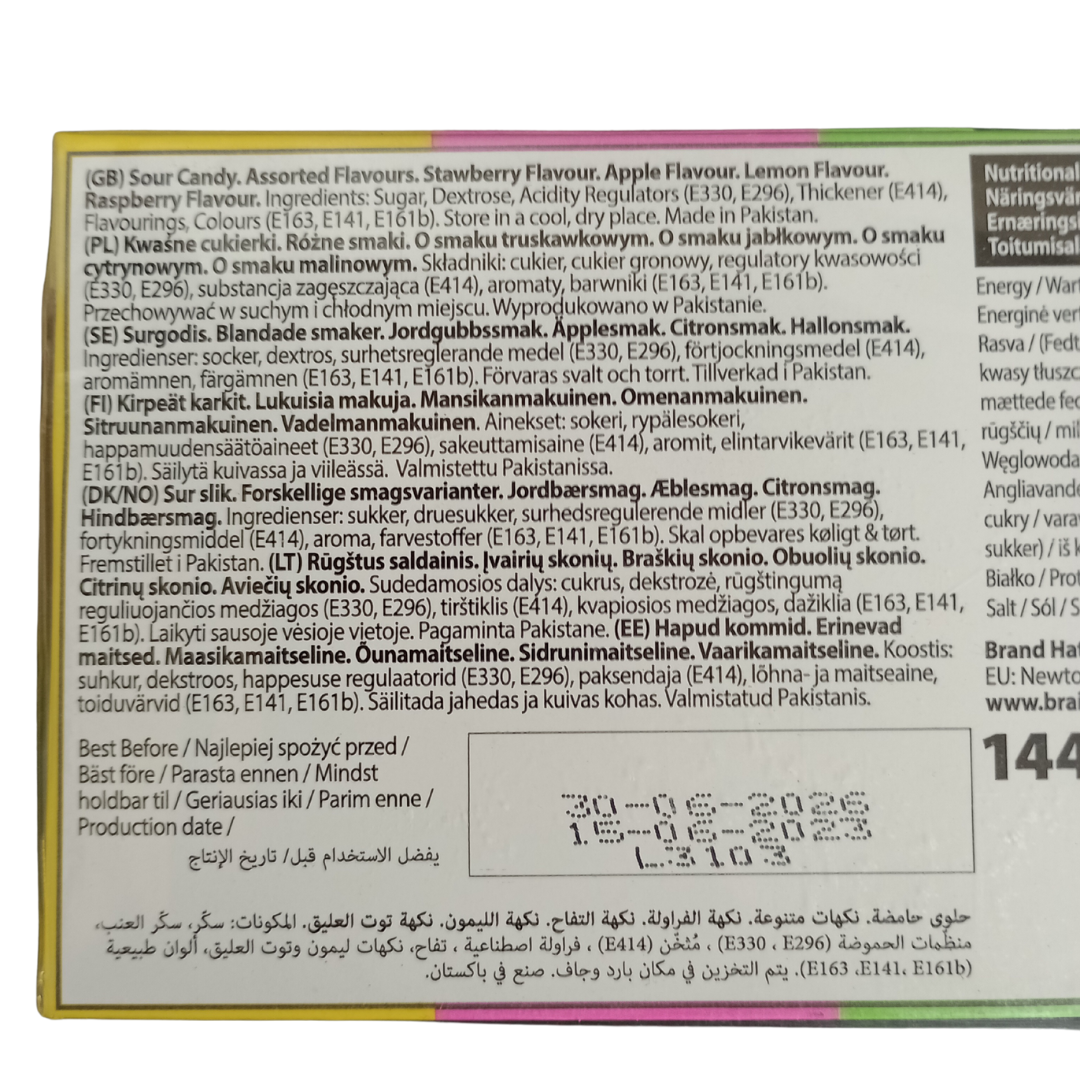 (GB) Sour Candy. Assorted Flavours. Stawberry Flavour. Apple Flavour. Lemon Flavour.
Raspberry Flavour. Ingredients: Sugar, Dextrose, Acidity Regulators (E330, E296), Thickener (E414),
Flavourings, Colours (E163, E141, E161b). Store in a cool, dry place. Made in Pakistan.
(PL) Kwaśne cukierki. Różne smaki. O smaku truskawkowym. O smaku jabłkowym. O smaku
cytrynowym. O smaku malinowym. Składniki: cukier, cukier gronowy, regulatory kwasowości
(E330, E296), substancja zagęszczająca (E414), aromaty, barwniki (E163, E141, E161b).
Przechowywać w suchym i chłodnym miejscu. Wyprodukowano w Pakistanie.
(SE) Surgodis. Blandade smaker. Jordgubbssmak. Äpplesmak. Citronsmak. Hallonsmak.
Ingredienser: socker, dextros, surhetsreglerande medel (E330, E296), förtjockningsmedel (E414),
aromämnen, färgämnen (E163, E141, E161b). Förvaras svalt och torrt. Tillverkad i Pakistan.
(FI) Kirpeät karkit. Lukuisia makuja. Mansikanmakuinen. Omenanmakuinen.
Sitruunanmakuinen. Vadelmanmakuinen. Ainekset: sokeri, rypälesokeri,
happamuudensäätöaineet (E330, E296), sakeuttamisaine (E414), aromit, elintarvikevärit (E163, E141,
E161b). Säilytä kuivassa ja viileässä. Valmistettu Pakistanissa.
(DK/NO) Sur slik. Forskellige smagsvarianter. Jordbærsmag. Æblesmag. Citronsmag.
Hindbærsmag. Ingredienser: sukker, druesukker, surhedsregulerende midler (E330, E296),
fortykningsmiddel (E414), aroma, farvestoffer (E163, E141, E161b). Skal opbevares køligt & tørt.
Fremstillet i Pakistan. (LT) Rūgštus saldainis. Įvairių skonių. Braškių skonio. Obuolių skonio.
Citrinų skonio. Aviečių skonio. Sudedamosios dalys: cukrus, dekstrozė, rūgštingumą
reguliuojančios medžiagos (E330, E296), tirštiklis (E414), kvapiosios medžiagos, dažiklia (E163, E141,
E161b). Laikyti sausoje vėsioje vietoje. Pagaminta Pakistane. (EE) Hapud kommid. Erinevad
maitsed. Maasikamaitseline. Õunamaitseline. Sidrunimaitseline. Vaarikamaitseline. Koostis:
suhkur, dekstroos, happesuse regulaatorid (E330, E296), paksendaja (E414), lõhna- ja maitseaine,
toiduvärvid (E163, E141, E161b). Säilitada jahedas ja kuivas kohas. Valmistatud Pakistanis.
Best Before / Najlepiej spożyć przed /
Bäst före / Parasta ennen / Mindst
holdbar til / Geriausias iki / Parim enne /
Production date /
يفضل الاستخدام قبل/ تاريخ الإنتاج
30-06-2026
15-06-2023
L3103
حلوى حامضة. نكهات متنوعة. نكهة الفراولة. نكهة التفاح. نكهة الليمون. نكهة توت العليق. المكونات: سكّر، سكّر العنب،
منظّمات الحموضة (E330 ، E296) ، مُثخّن (E414) ، فراولة اصطناعية ، تفاح، نكهات ليمون وتوت العليق، ألوان طبيعية
(E163 ،E141، E161b). يتم التخزين في مكان بارد وجاف. صنع في باكستان.
Nutritional
Näringsvär
Ernærings
Toitumisal
Energy / Wart
Energinė vert
Rasva / (Fedt
kwasy tłuszc
mættede fed
rūgščių / mil
Węglowoda
Angliavande
cukry / vara
sukker) / iš k
Białko / Prot
Salt / Sól / S
Brand Hat
EU: Newto
www.brai
144